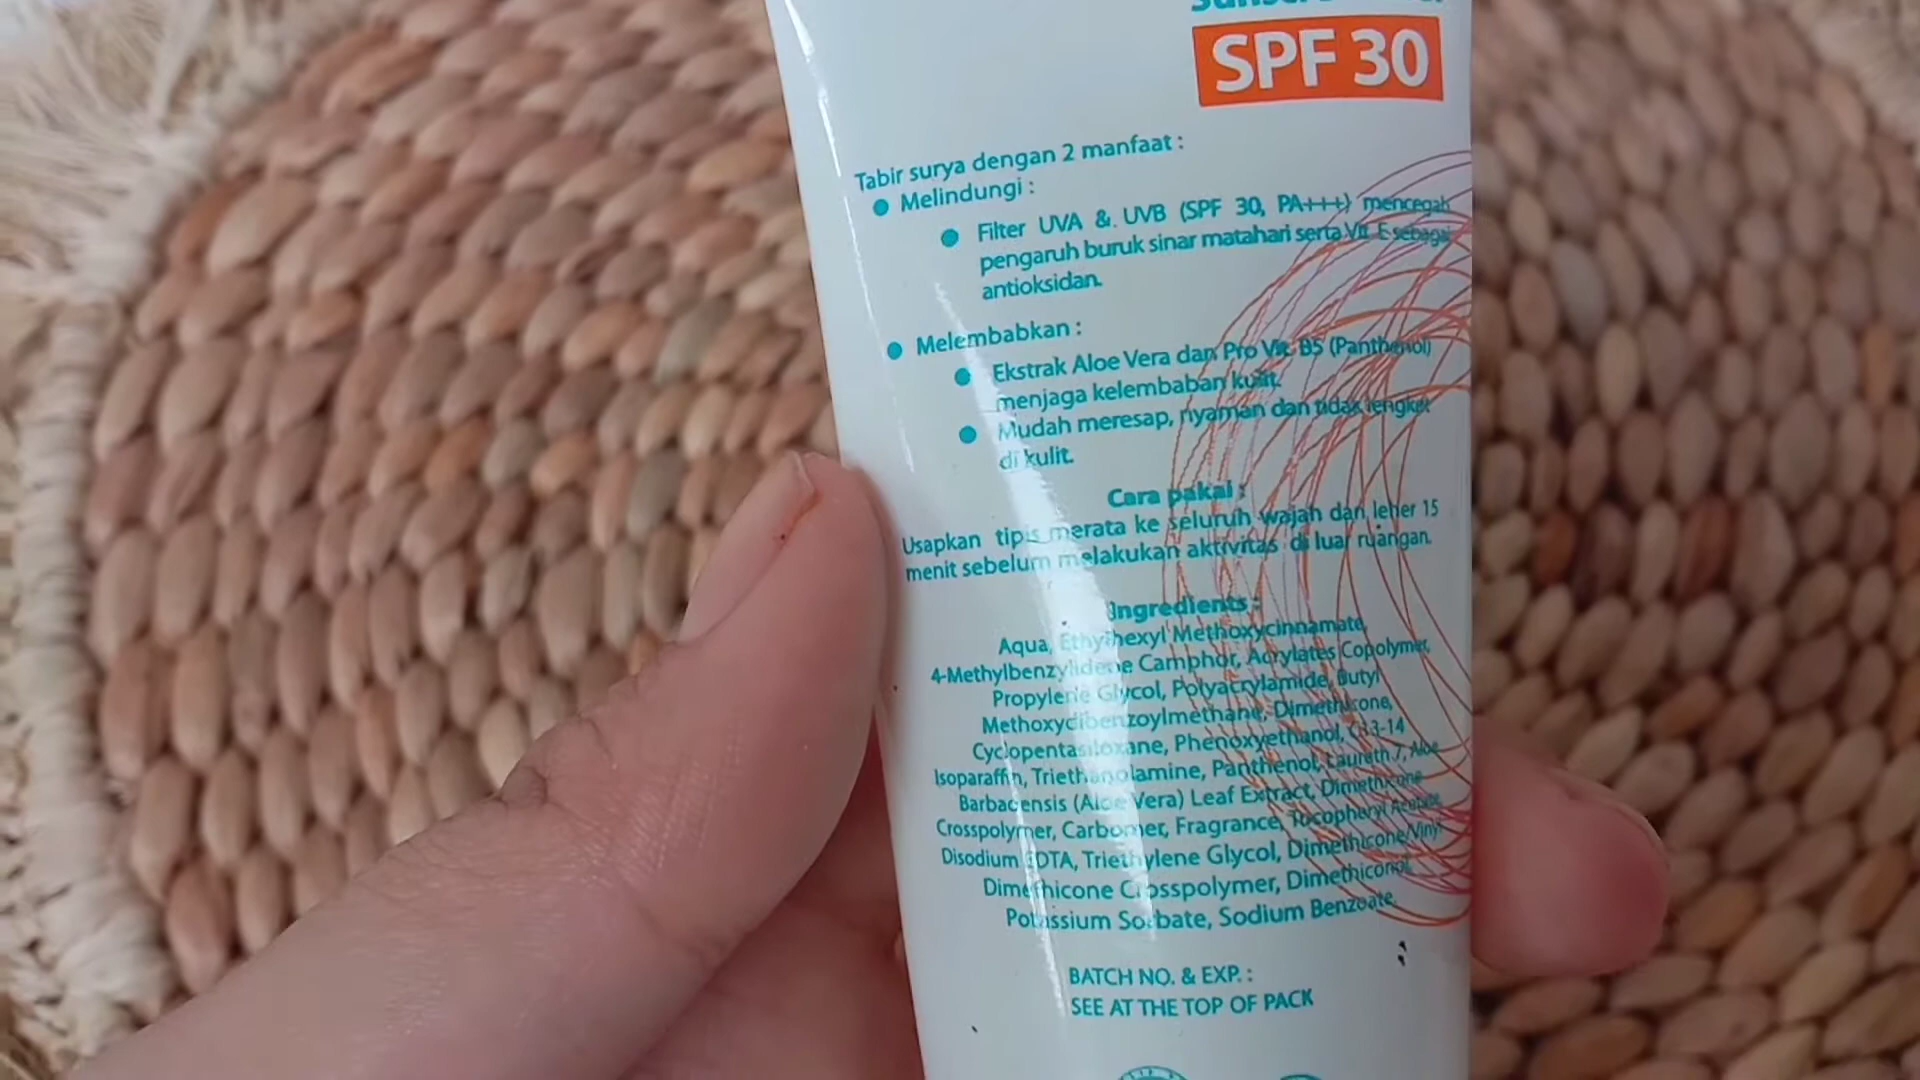 SPF 30
Tabir surya dengan 2 manfaat :
● Melindungi :
● Filter UVA & UVB (SPF 30, PA+++) mencegah
pengaruh buruk sinar matahari serta Vit. E sebagai
antioksidan.
● Melembabkan :
● Ekstrak Aloe Vera dan Pro Vit. B5 (Panthenol)
menjaga kelembaban kulit.
● Mudah meresap, nyaman dan tidak lengket
di kulit.
Cara pakai :
Usapkan tipis merata ke seluruh wajah dan leher 15
menit sebelum melakukan aktivitas di luar ruangan.
Ingredients :
Aqua, Ethylhexyl Methoxycinnamate,
4-Methylbenzylidene Camphor, Acrylates Copolymer,
Propylene Glycol, Polyacrylamide, Butyl
Methoxydibenzoylmethane, Dimethicone,
Cyclopentasiloxane, Phenoxyethanol, C13-14
Isoparaffin, Triethanolamine, Panthenol, Laureth 7, Aloe
Barbadensis (Aloe Vera) Leaf Extract, Dimethicone
Crosspolymer, Carbomer, Fragrance, Tocopheryl Acetate,
Disodium EDTA, Triethylene Glycol, Dimethicone/Vinyl
Dimethicone Crosspolymer, Dimethiconol,
Potassium Sorbate, Sodium Benzoate.
BATCH NO. & EXP. :
SEE AT THE TOP OF PACK